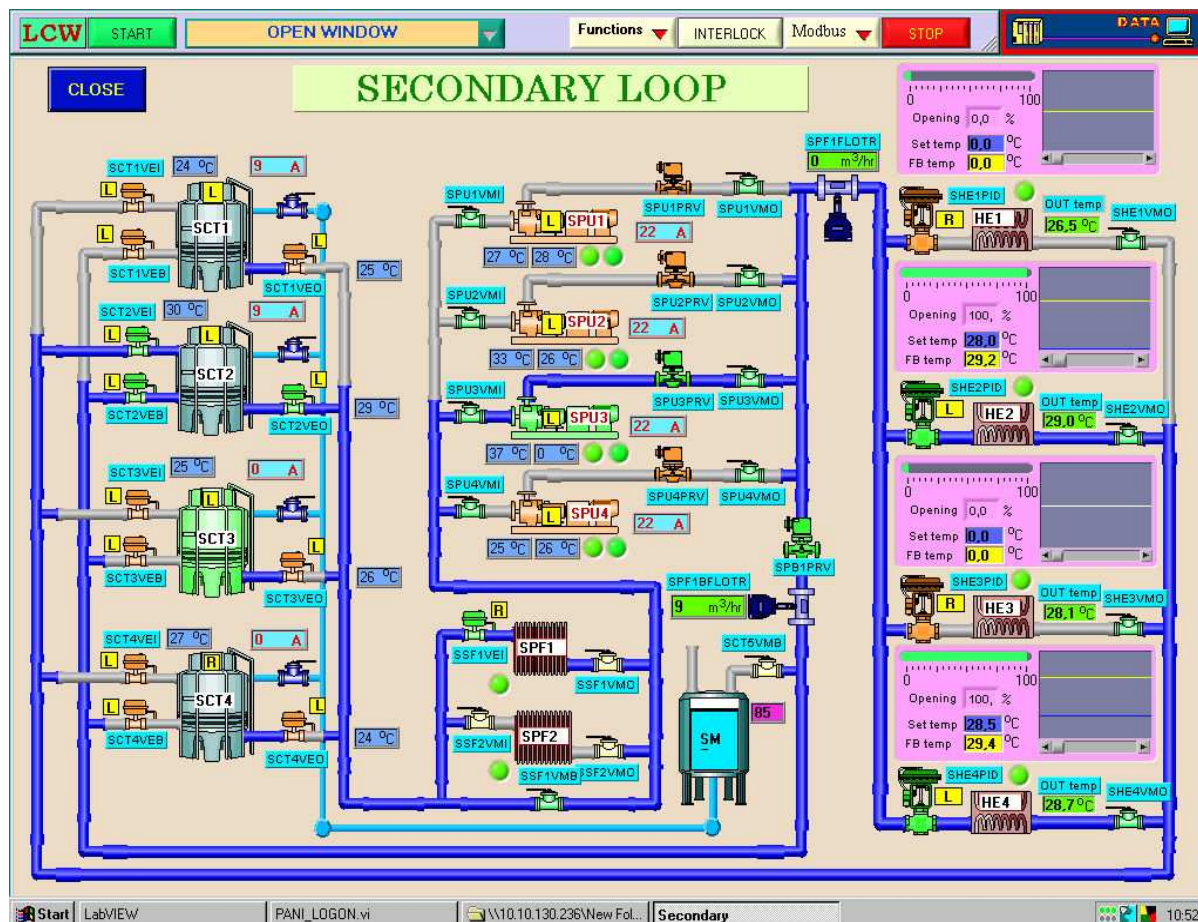 LCW START OPEN WINDOW Functions INTERLOCK Modbus STOP DATA
CLOSE
SECONDARY LOOP
SCT1VEI 24 °C 9 A
L
L
SCT1
L
L
SCT1VEB
SCT1VEO
25 °C
SCT2VEI 30 °C 9 A
L
L
SCT2
L
L
SCT2VEB
SCT2VEO
29 °C
SCT3VEI 25 °C 0 A
L
L
SCT3
L
L
SCT3VEB
SCT3VEO
26 °C
SCT4VEI 27 °C 0 A
L
R
SCT4
L
L
SCT4VEB
SCT4VEO
24 °C
SPU1VMI
L SPU1
SPU1PRV SPU1VMO
22 A
27 °C 28 °C
SPU2VMI
L SPU2
SPU2PRV SPU2VMO
22 A
33 °C 26 °C
SPU3VMI
L SPU3
SPU3PRV SPU3VMO
22 A
37 °C 0 °C
SPU4VMI
L SPU4
SPU4PRV SPU4VMO
22 A
25 °C 26 °C
SPF1FLOTR
0 m³/hr
SPB1PRV
SPF1BFLOTR
9 m³/hr
R
SSF1VEI
SPF1
SSF1VMO
SSF2VMI
SPF2
SSF1VMB
SSF2VMO
SCT5VMB
SM
85
0 100
Opening 0,0 %
Set temp 0,0 °C
FB temp 0,0 °C
SHE1PID
R
HE1
OUT temp
26,5 °C
SHE1VMO
0 100
Opening 100, %
Set temp 28,0 °C
FB temp 29,2 °C
SHE2PID
L
HE2
OUT temp
29,0 °C
SHE2VMO
0 100
Opening 0,0 %
Set temp 0,0 °C
FB temp 0,0 °C
SHE3PID
R
HE3
OUT temp
28,1 °C
SHE3VMO
0 100
Opening 100, %
Set temp 28,5 °C
FB temp 29,4 °C
SHE4PID
L
HE4
OUT temp
28,7 °C
SHE4VMO
Start LabVIEW PANI_LOGON.vi \\10.10.130.236\New Fol... Secondary 10:52